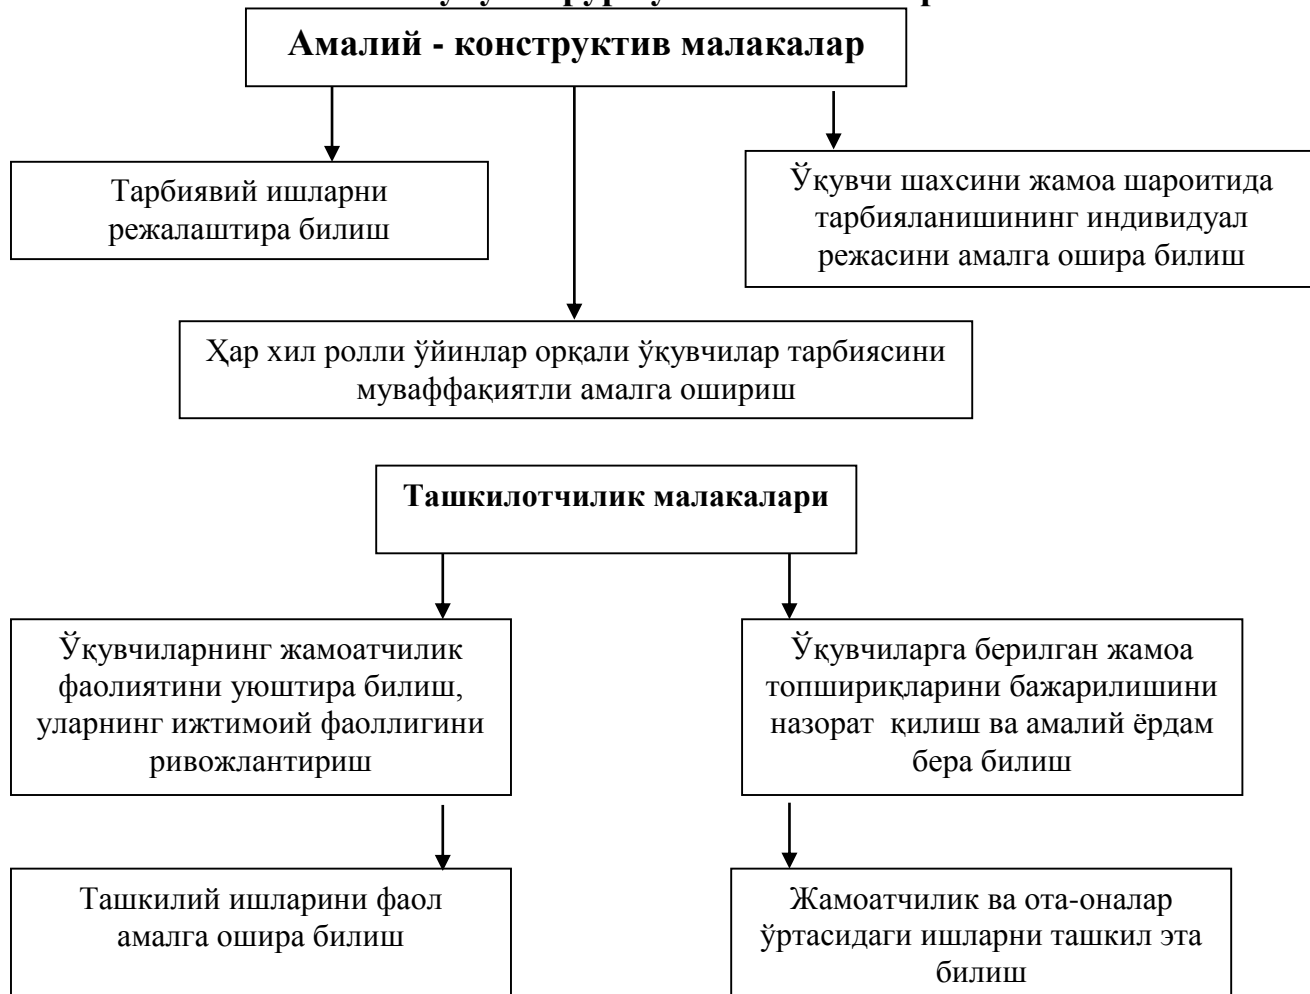 Амалий - конструктив малакалар
Тарбиявий ишларни
режалаштира билиш
Ўқувчи шахсини жамоа шароитида
тарбияланишининг индивидуал
режасини амалга ошира билиш
Ҳар хил ролли ўйинлар орқали ўқувчилар тарбиясини
муваффақиятли амалга ошириш
Ташкилотчилик малакалари
Ўқувчиларнинг жамоатчилик
фаолиятини уюштира билиш,
уларнинг ижтимоий фаоллигини
ривожлантириш
Ўқувчиларга берилган жамоа
топшириқларини бажарилишини
назорат қилиш ва амалий ёрдам
бера билиш
Ташкилий ишларини фаол
амалга ошира билиш
Жамоатчилик ва ота-оналар
ўртасидаги ишларни ташкил эта
билиш